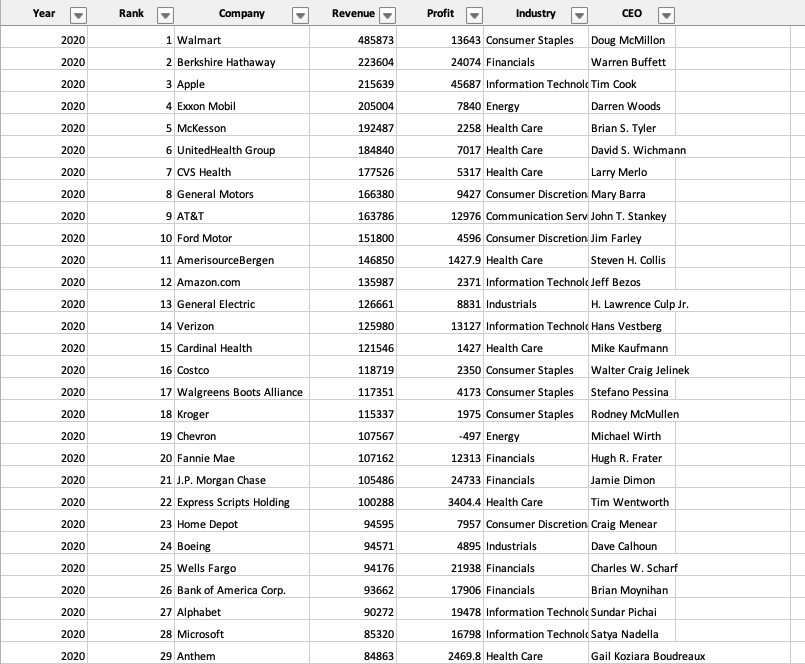 Year Rank Company Revenue Profit Industry CEO
2020 1 Walmart 485873 13643 Consumer Staples Doug McMillon
2020 2 Berkshire Hathaway 223604 24074 Financials Warren Buffett
2020 3 Apple 215639 45687 Information Technolo Tim Cook
2020 4 Exxon Mobil 205004 7840 Energy Darren Woods
2020 5 McKesson 192487 2258 Health Care Brian S. Tyler
2020 6 UnitedHealth Group 184840 7017 Health Care David S. Wichmann
2020 7 CVS Health 177526 5317 Health Care Larry Merlo
2020 8 General Motors 166380 9427 Consumer Discretion Mary Barra
2020 9 AT&T 163786 12976 Communication Serv John T. Stankey
2020 10 Ford Motor 151800 4596 Consumer Discretion Jim Farley
2020 11 AmerisourceBergen 146850 1427.9 Health Care Steven H. Collis
2020 12 Amazon.com 135987 2371 Information Technolo Jeff Bezos
2020 13 General Electric 126661 8831 Industrials H. Lawrence Culp Jr.
2020 14 Verizon 125980 13127 Information Technolo Hans Vestberg
2020 15 Cardinal Health 121546 1427 Health Care Mike Kaufmann
2020 16 Costco 118719 2350 Consumer Staples Walter Craig Jelinek
2020 17 Walgreens Boots Alliance 117351 4173 Consumer Staples Stefano Pessina
2020 18 Kroger 115337 1975 Consumer Staples Rodney McMullen
2020 19 Chevron 107567 -497 Energy Michael Wirth
2020 20 Fannie Mae 107162 12313 Financials Hugh R. Frater
2020 21 J.P. Morgan Chase 105486 24733 Financials Jamie Dimon
2020 22 Express Scripts Holding 100288 3404.4 Health Care Tim Wentworth
2020 23 Home Depot 94595 7957 Consumer Discretion Craig Menear
2020 24 Boeing 94571 4895 Industrials Dave Calhoun
2020 25 Wells Fargo 94176 21938 Financials Charles W. Scharf
2020 26 Bank of America Corp. 93662 17906 Financials Brian Moynihan
2020 27 Alphabet 90272 19478 Information Technolo Sundar Pichai
2020 28 Microsoft 85320 16798 Information Technolo Satya Nadella
2020 29 Anthem 84863 2469.8 Health Care Gail Koziara Boudreaux